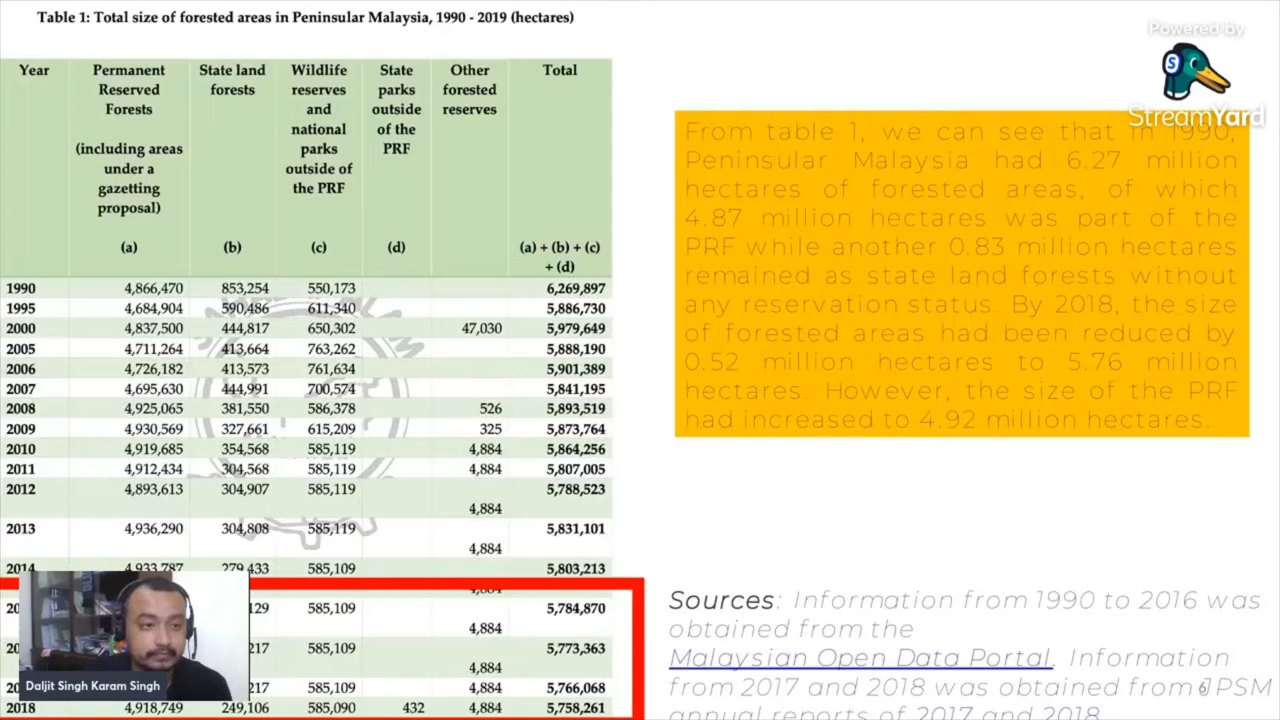 Table 1: Total size of forested areas in Peninsular Malaysia, 1990 - 2019 (hectares)
Powered by
StreamYard
Year
Permanent Reserved Forests (including areas under a gazetting proposal) (a)
State land forests (b)
Wildlife reserves and national parks outside of the PRF (c)
State parks outside of the PRF (d)
Other forested reserves
Total (a) + (b) + (c) + (d)
1990 4,866,470 853,254 550,173 6,269,897
1995 4,684,904 590,486 611,340 5,886,730
2000 4,837,500 444,817 650,302 47,030 5,979,649
2005 4,711,264 413,664 763,262 5,888,190
2006 4,726,182 413,573 761,634 5,901,389
2007 4,695,630 444,991 700,574 5,841,195
2008 4,925,065 381,550 586,378 526 5,893,519
2009 4,930,569 327,661 615,209 325 5,873,764
2010 4,919,685 354,568 585,119 4,884 5,864,256
2011 4,912,434 304,568 585,119 4,884 5,807,005
2012 4,893,613 304,907 585,119 4,884 5,788,523
2013 4,936,290 304,808 585,119 4,884 5,831,101
2014 4,933,787 279,433 585,109 5,803,213
129 585,109 4,884 5,784,870
217 585,109 4,884 5,773,363
217 585,109 4,884 5,766,068
2018 4,918,749 249,106 585,090 432 4,884 5,758,261
From table 1, we can see that in 1990,
Peninsular Malaysia had 6.27 million
hectares of forested areas, of which
4.87 million hectares was part of the
PRF while another 0.83 million hectares
remained as state land forests without
any reservation status. By 2018, the size
of forested areas had been reduced by
0.52 million hectares to 5.76 million
hectares. However, the size of the PRF
had increased to 4.92 million hectares.
Sources: Information from 1990 to 2016 was
obtained from the
Malaysian Open Data Portal. Information
from 2017 and 2018 was obtained from JPSM
annual reports of 2017 and 2018
6
Daljit Singh Karam Singh